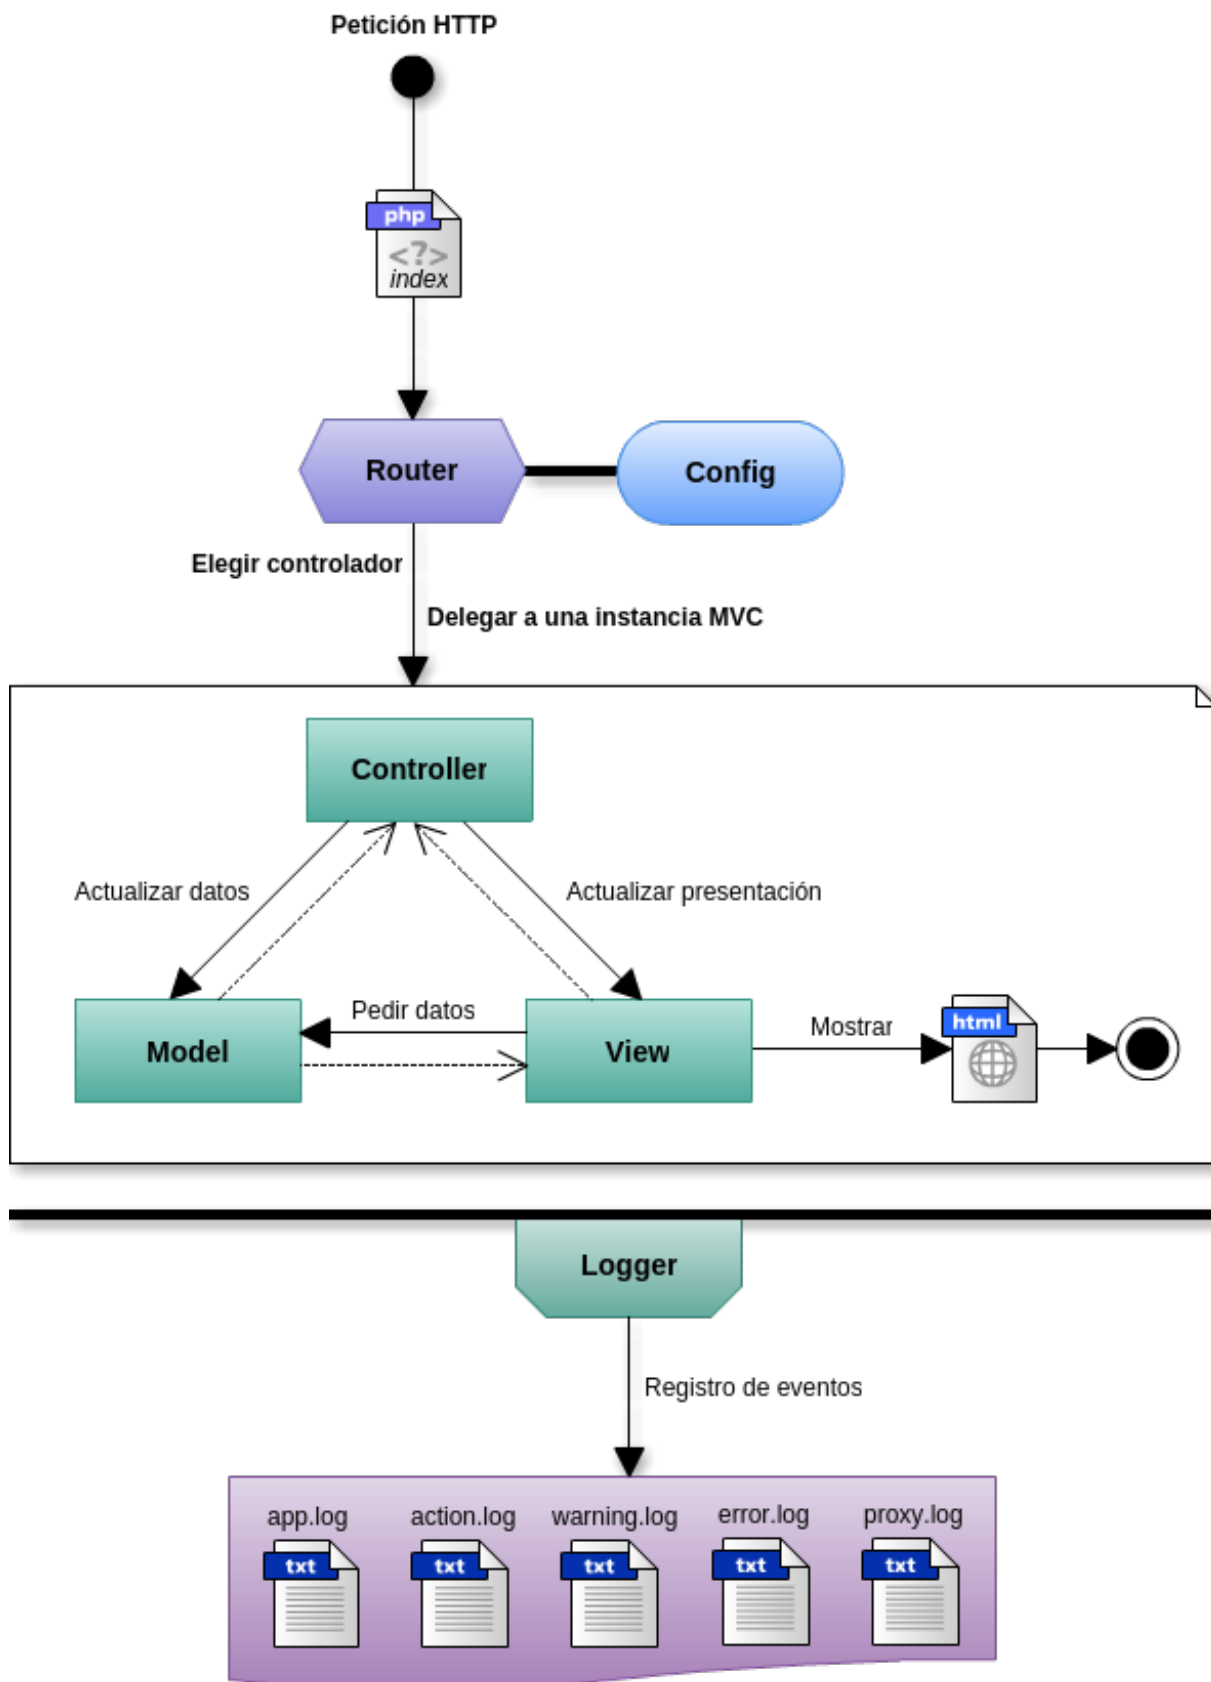 Petición HTTP
php
<?>
index
Router
Config
Elegir controlador
Delegar a una instancia MVC
Controller
Actualizar datos
Actualizar presentación
Pedir datos
Model
View
Mostrar
html
Logger
Registro de eventos
app.log
action.log
warning.log
error.log
proxy.log
txt
txt
txt
txt
txt